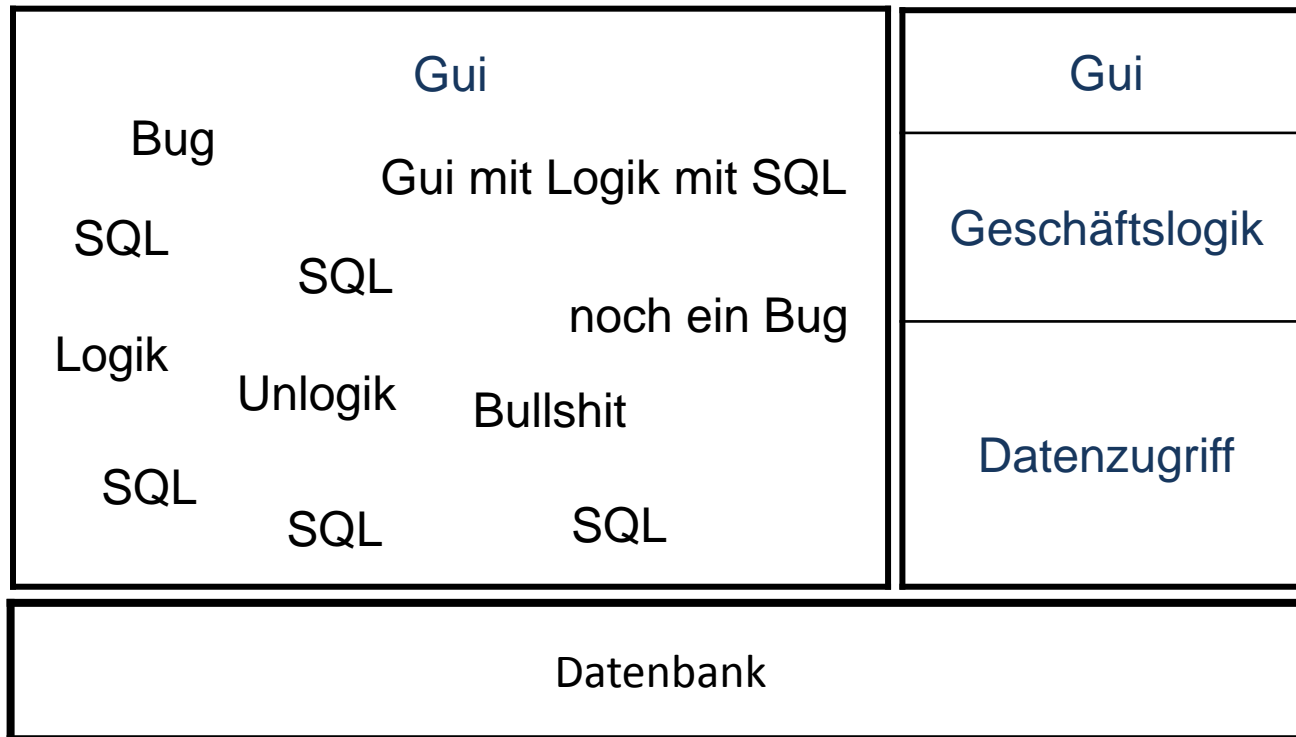 Gui
Bug
Gui mit Logik mit SQL
SQL
SQL
noch ein Bug
Logik
Unlogik
Bullshit
SQL
SQL
SQL
Gui
Geschäftslogik
Datenzugriff
Datenbank